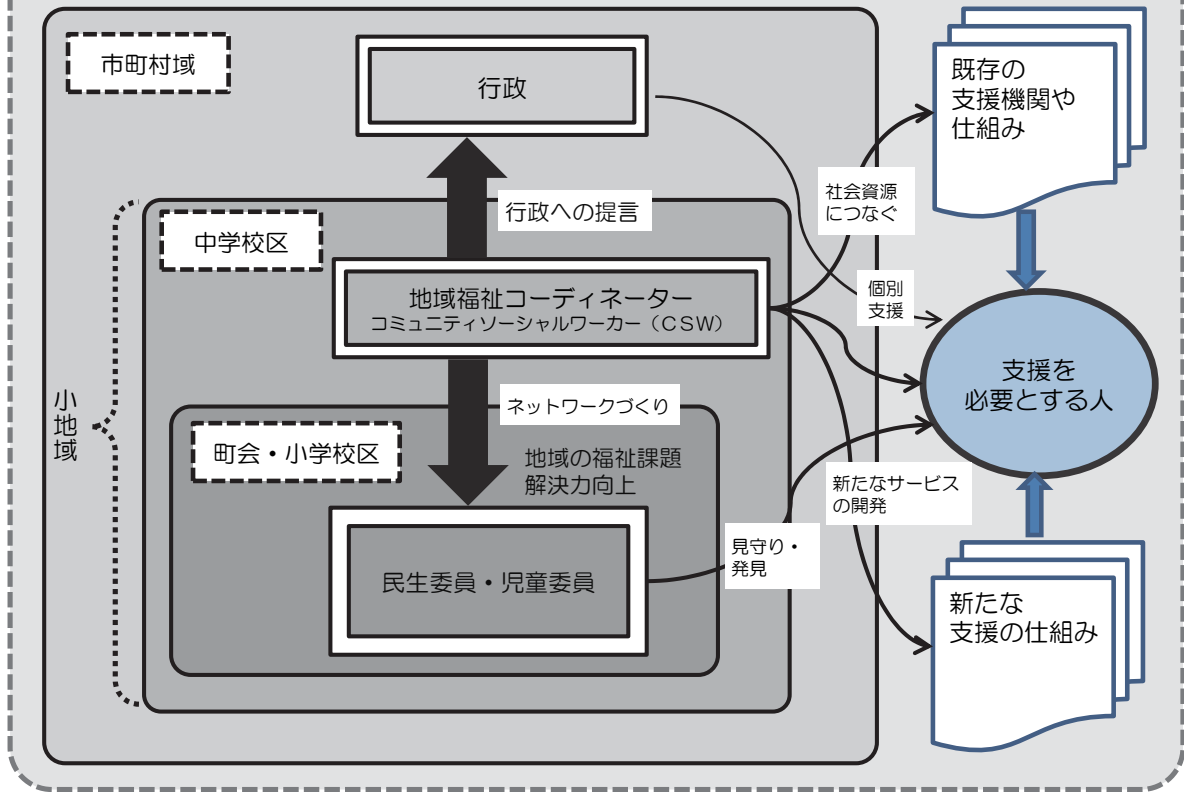 市町村域
行政
既存の
支援機関や
仕組み
社会資源
につなぐ
行政への提言
中学校区
地域福祉コーディネーター
コミュニティソーシャルワーカー（CSW）
個別
支援
支援を
必要とする人
小地域
ネットワークづくり
町会・小学校区
地域の福祉課題
解決力向上
新たなサービス
の開発
見守り・
発見
民生委員・児童委員
新たな
支援の仕組み